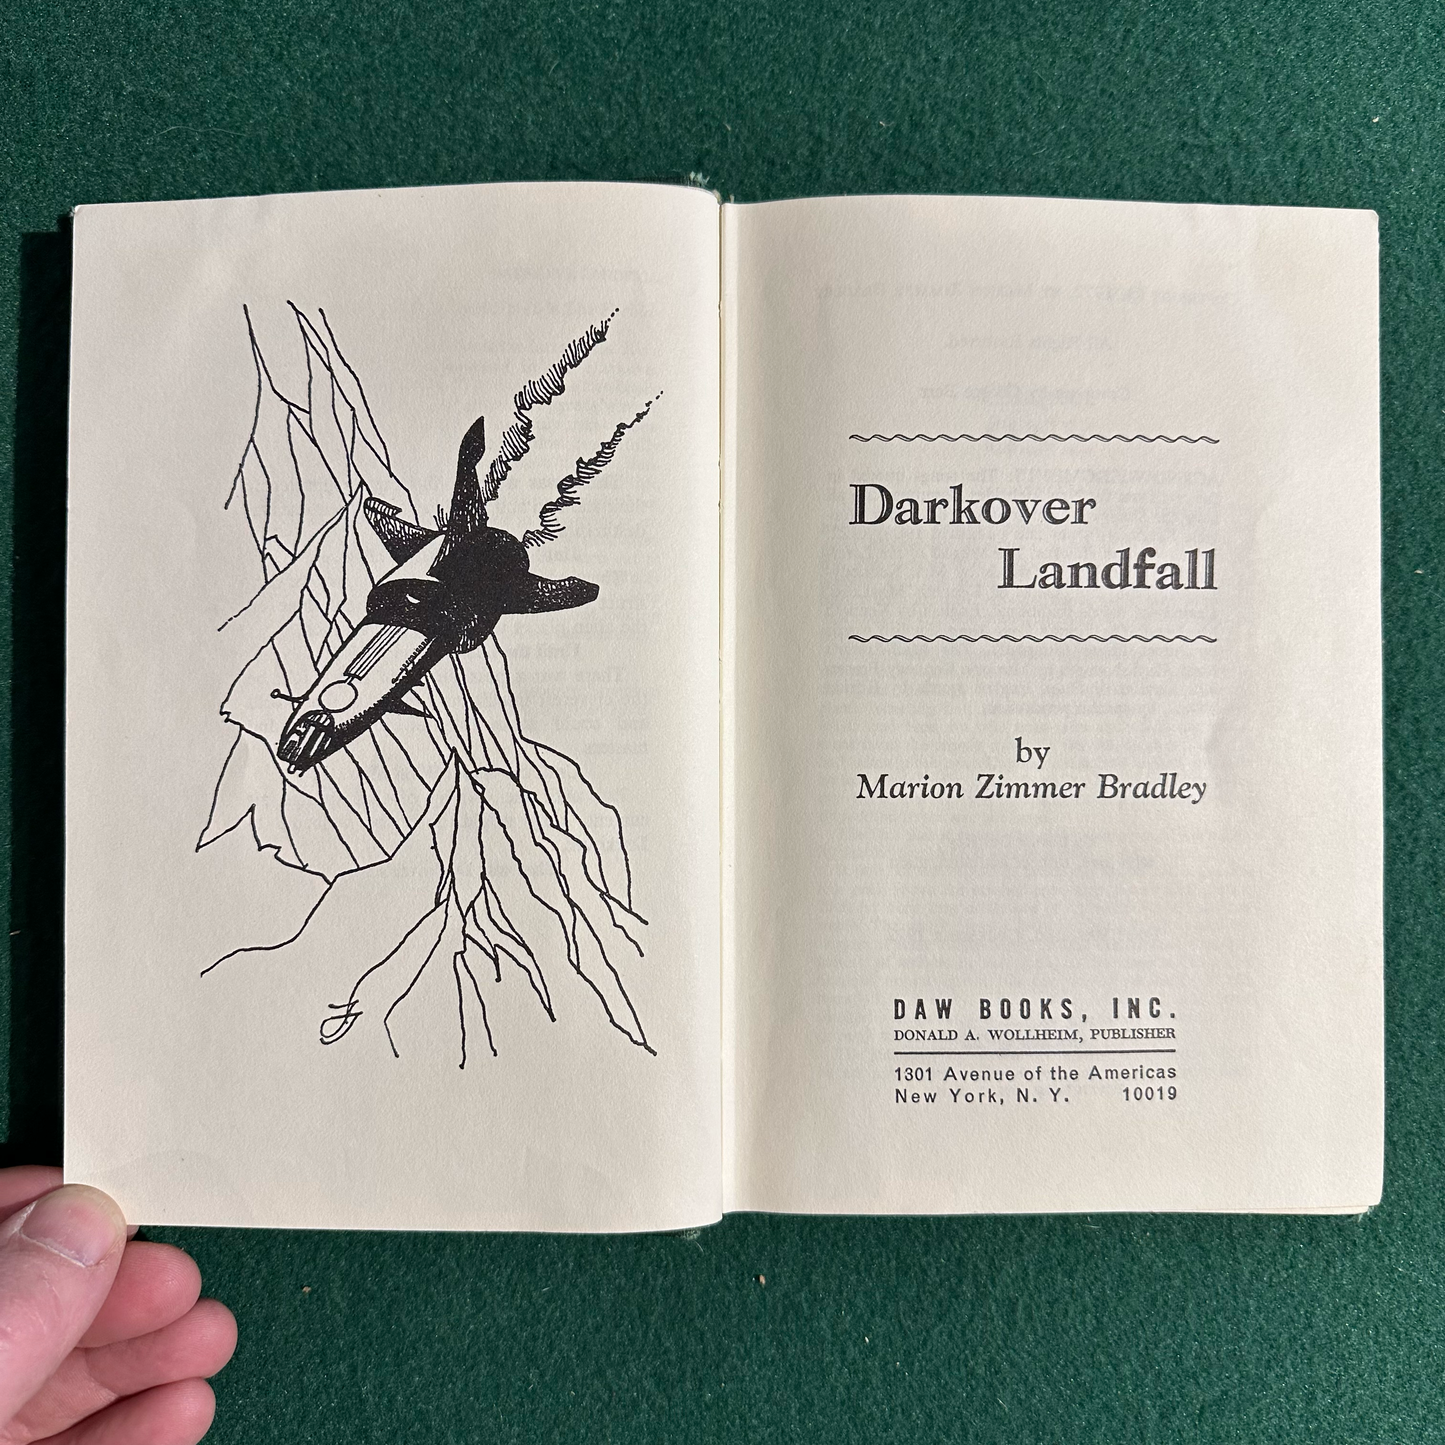 Darkover
Landfall
by
Marion Zimmer Bradley
DAW BOOKS, INC.
DONALD A. WOLLHEIM, PUBLISHER
1301 Avenue of the Americas
New York, N. Y. 10019